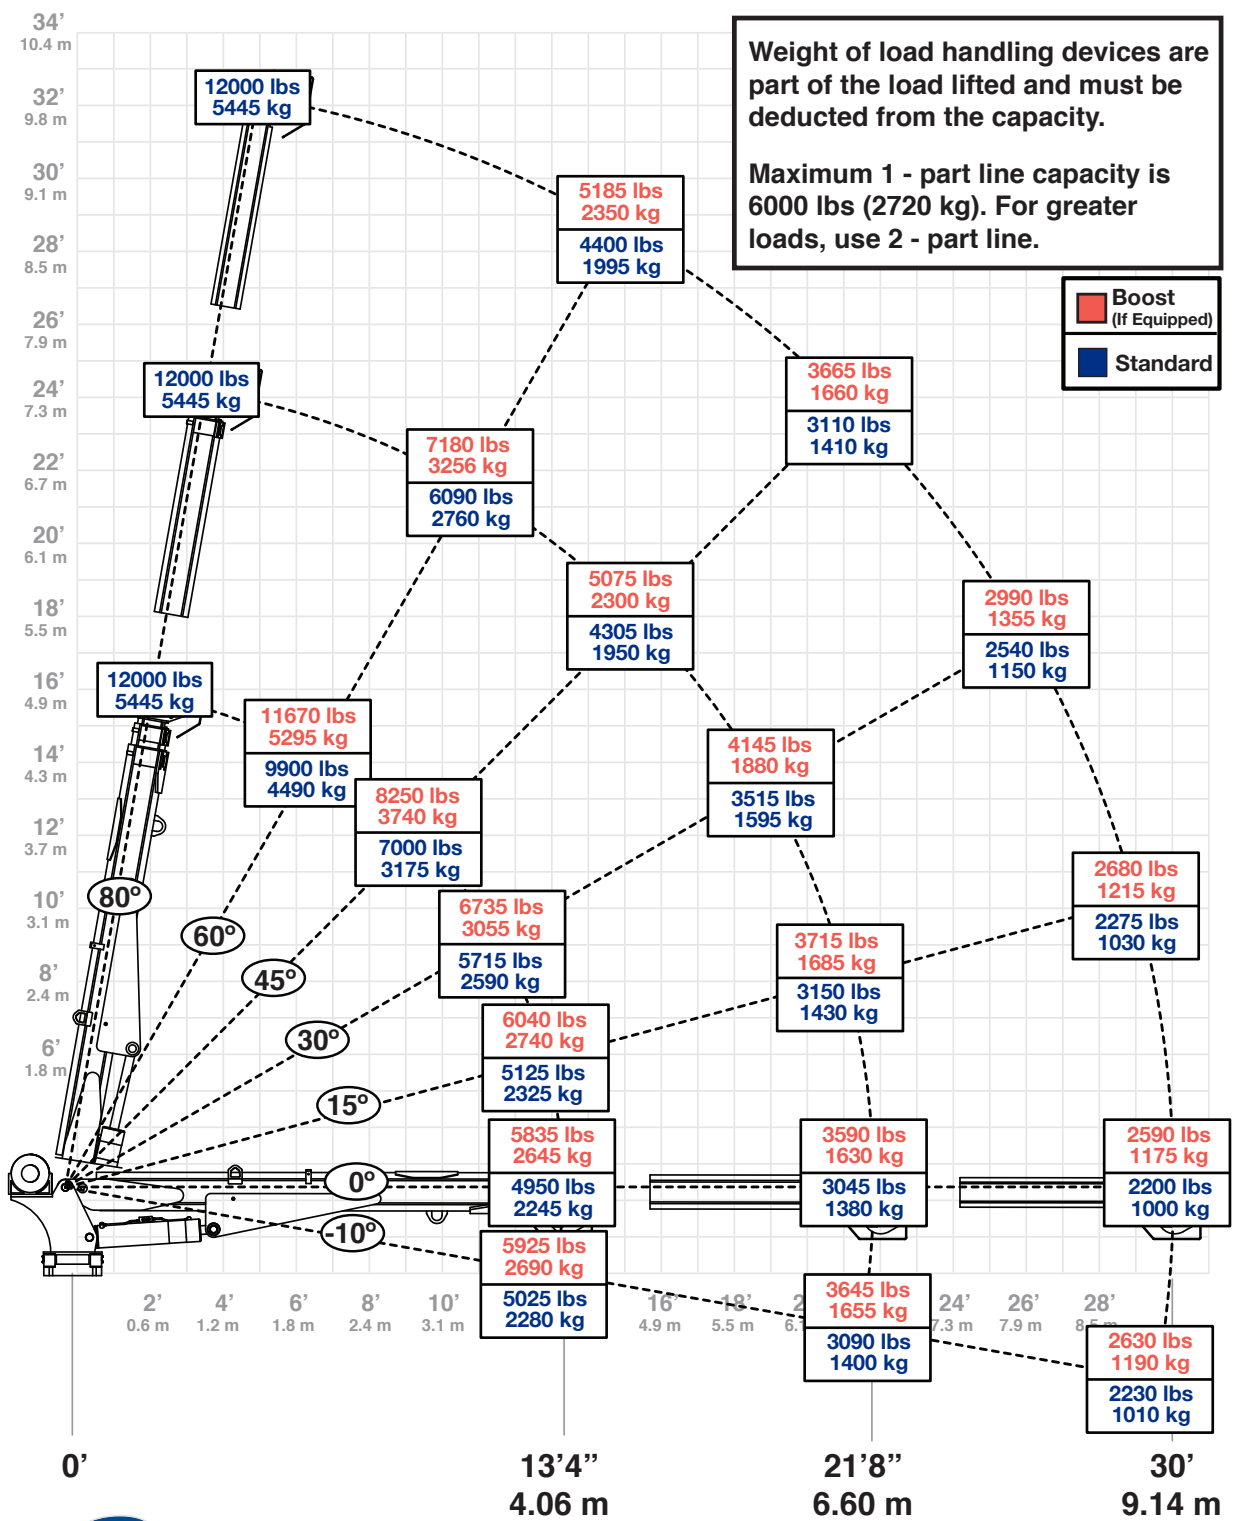 34’
10.4 m
32’
9.8 m
30’
9.1 m
28’
8.5 m
26’
7.9 m
24’
7.3 m
22’
6.7 m
20’
6.1 m
18’
5.5 m
16’
4.9 m
14’
4.3 m
12’
3.7 m
10’
3.1 m
8’
2.4 m
6’
1.8 m
Weight of load handling devices are
part of the load lifted and must be
deducted from the capacity.
Maximum 1 - part line capacity is
6000 lbs (2720 kg). For greater
loads, use 2 - part line.
Boost
(If Equipped)
Standard
12000 lbs
5445 kg
5185 lbs
2350 kg
4400 lbs
1995 kg
3665 lbs
1660 kg
3110 lbs
1410 kg
12000 lbs
5445 kg
7180 lbs
3256 kg
6090 lbs
2760 kg
5075 lbs
2300 kg
4305 lbs
1950 kg
2990 lbs
1355 kg
2540 lbs
1150 kg
12000 lbs
5445 kg
11670 lbs
5295 kg
9900 lbs
4490 kg
8250 lbs
3740 kg
7000 lbs
3175 kg
4145 lbs
1880 kg
3515 lbs
1595 kg
6735 lbs
3055 kg
5715 lbs
2590 kg
3715 lbs
1685 kg
3150 lbs
1430 kg
2680 lbs
1215 kg
2275 lbs
1030 kg
6040 lbs
2740 kg
5125 lbs
2325 kg
5835 lbs
2645 kg
4950 lbs
2245 kg
3590 lbs
1630 kg
3045 lbs
1380 kg
2590 lbs
1175 kg
2200 lbs
1000 kg
5925 lbs
2690 kg
5025 lbs
2280 kg
3645 lbs
1655 kg
3090 lbs
1400 kg
2630 lbs
1190 kg
2230 lbs
1010 kg
80º
60º
45º
30º
15º
0º
-10º
2’
0.6 m
4’
1.2 m
6’
1.8 m
8’
2.4 m
10’
3.1 m
16’
4.9 m
18’
5.5 m
24’
7.3 m
26’
7.9 m
28’
0’
13’4”
4.06 m
21’8”
6.60 m
30’
9.14 m